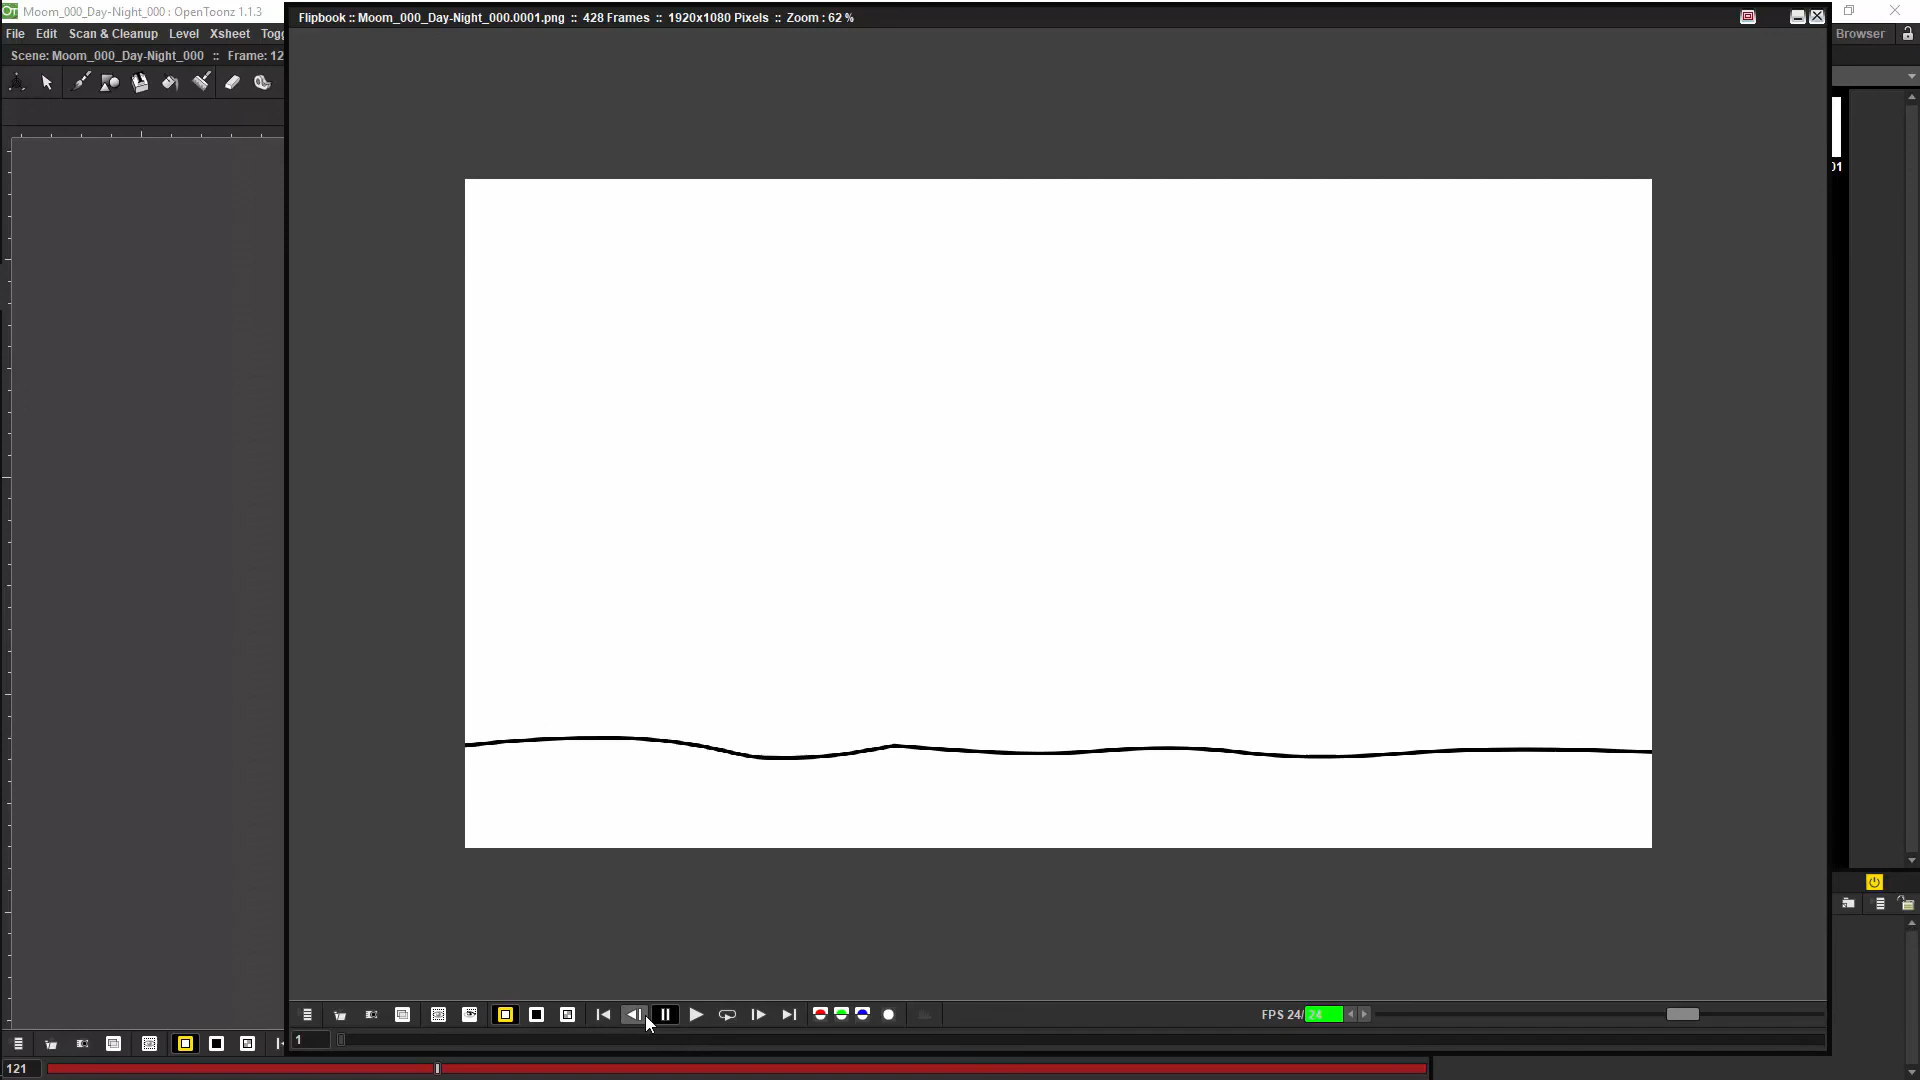 Moom_000_Day-Night_000 : OpenToonz 1.1.3
Flipbook :: Moom_000_Day-Night_000.0001.png :: 428 Frames :: 1920x1080 Pixels :: Zoom : 62 %
File Edit Scan & Cleanup Level Xsheet
Browser
Scene: Moom_000_Day-Night_000 :: Frame: 12
FPS 24/24
1
121